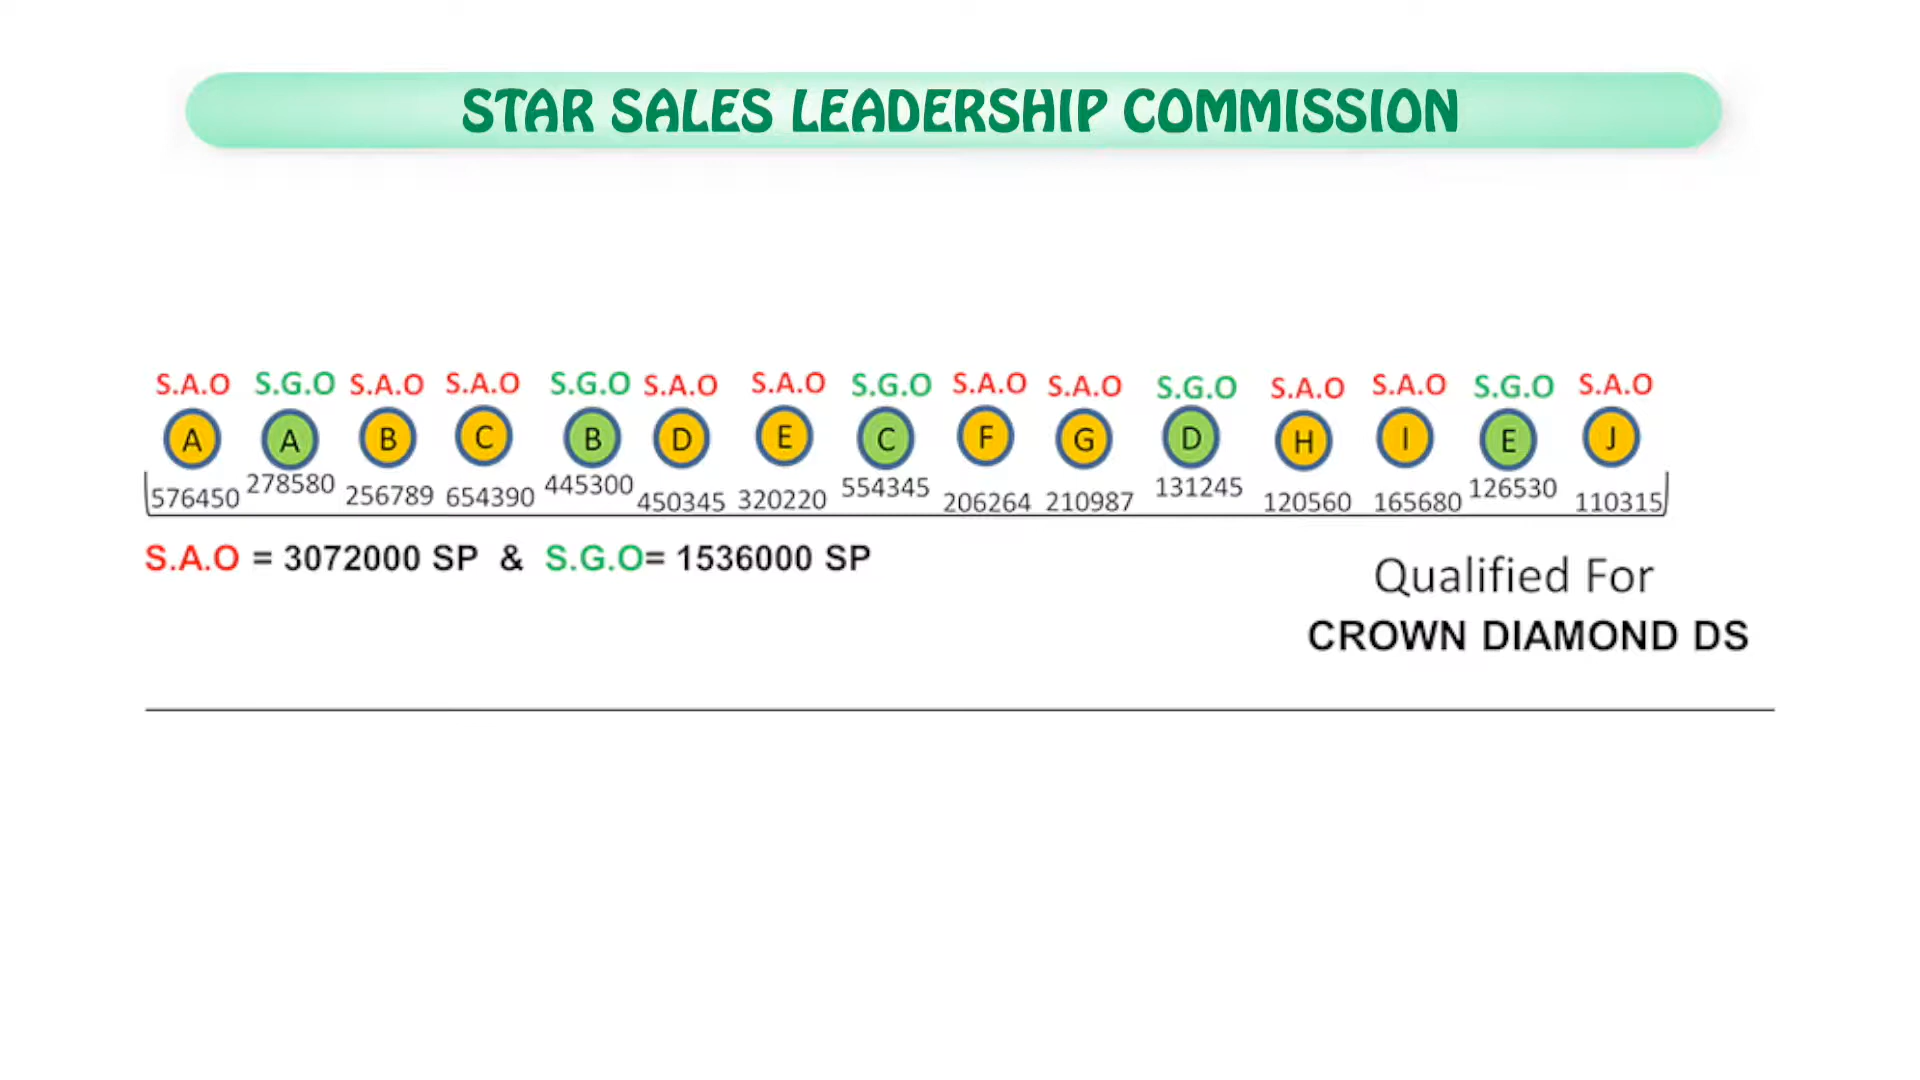 STAR SALES LEADERSHIP COMMISSION
S.A.O S.G.O S.A.O S.A.O S.G.O S.A.O S.A.O S.G.O S.A.O S.A.O S.G.O S.A.O S.A.O S.G.O S.A.O
A A B C B D E C F G D H I E J
576450 278580 256789 654390 445300 450345 320220 554345 206264 210987 131245 120560 165680 126530 110315
S.A.O = 3072000 SP & S.G.O= 1536000 SP
Qualified For
CROWN DIAMOND DS